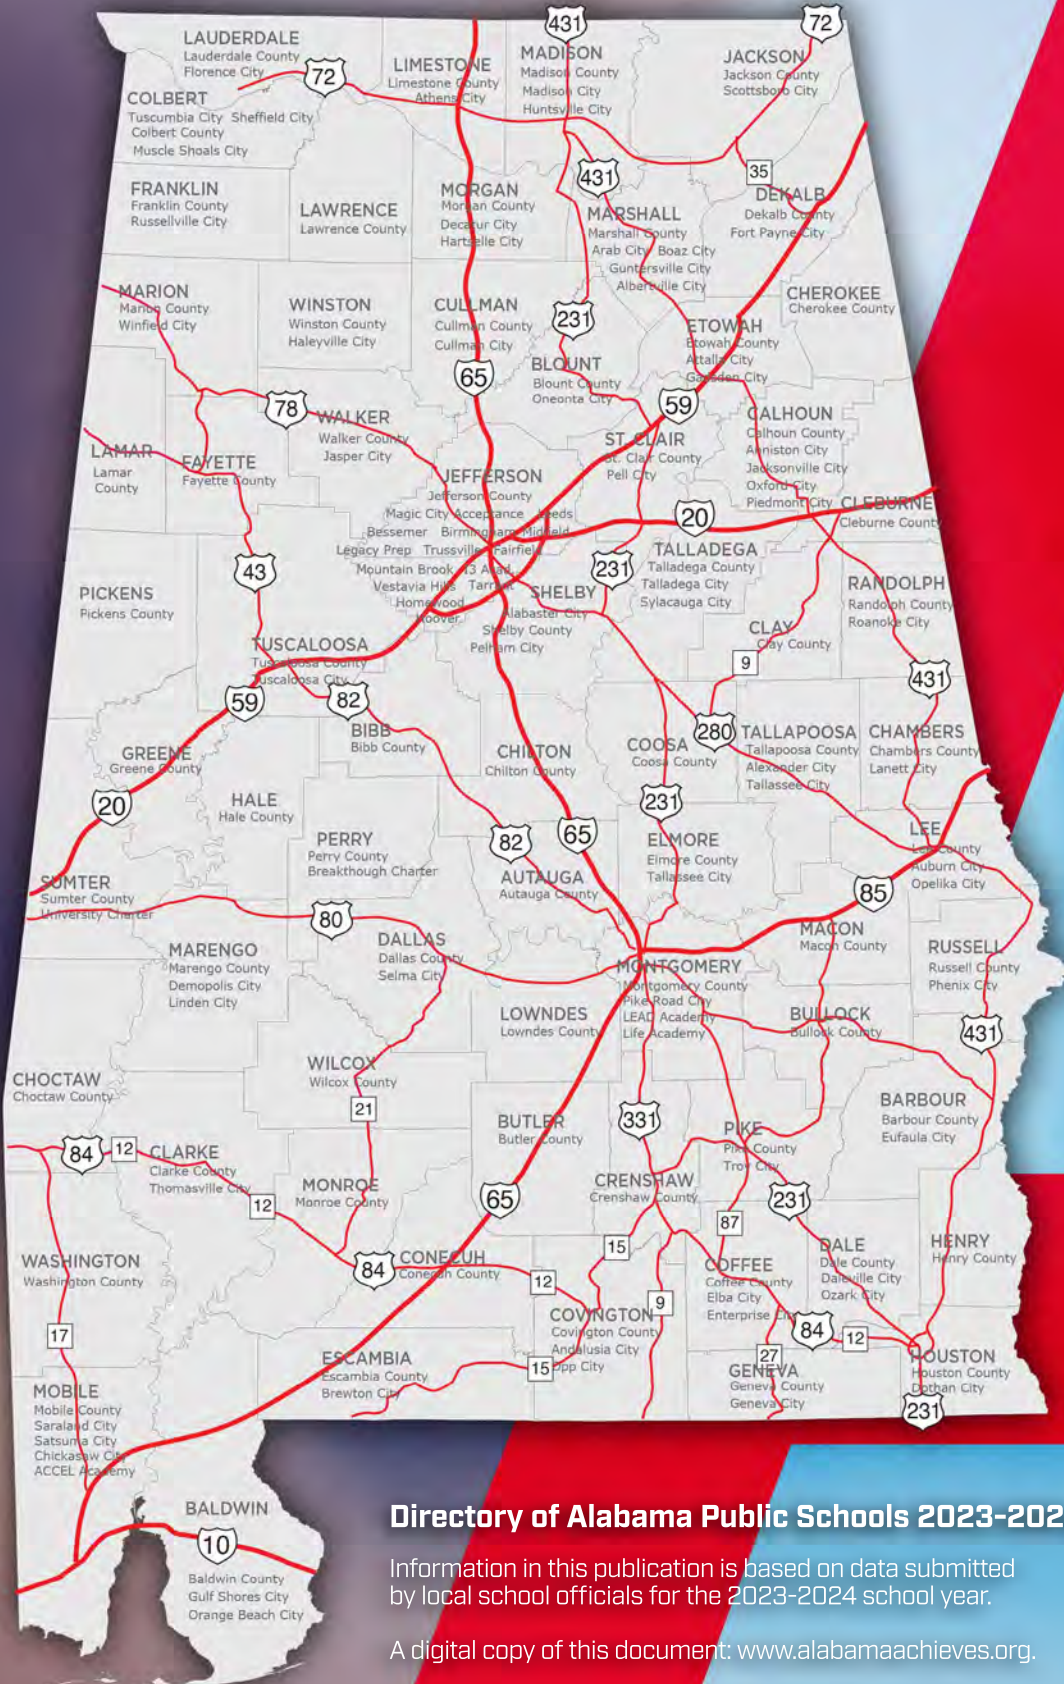 431
72
LAUDERDALE
Lauderdale County
Florence City
72
LIMESTONE
Limestone County
Athens City
MADISON
Madison County
Madison City
Huntsville City
JACKSON
Jackson County
Scottsboro City
COLBERT
Tuscumbia City Sheffield City
Colbert County
Muscle Shoals City
FRANKLIN
Franklin County
Russellville City
LAWRENCE
Lawrence County
MORGAN
Morgan County
Decatur City
Hartselle City
431
35
MARSHALL
Marshall County
Arab City Boaz City
Guntersville City
Albertville City
DEKALB
Dekalb County
Fort Payne City
MARION
Marion County
Winfield City
WINSTON
Winston County
Haleyville City
CULLMAN
Cullman County
Cullman City
231
CHEROKEE
Cherokee County
ETOWAH
Etowah County
Attalla City
Gadsden City
65
BLOUNT
Blount County
Oneonta City
78
WALKER
Walker County
Jasper City
59
CALHOUN
Calhoun County
Anniston City
Jacksonville City
Oxford City
Piedmont City
LAMAR
Lamar
County
FAYETTE
Fayette County
ST. CLAIR
St. Clair County
Pell City
JEFFERSON
Jefferson County
Magic City Acceptance Leeds
Bessemer Birmingham Midfield
Legacy Prep Trussville Fairfield
Mountain Brook I3 Acad.
Vestavia Hills Tarrant
Homewood
Hoover
20
CLEBURNE
Cleburne County
43
231
TALLADEGA
Talladega County
Talladega City
Sylacauga City
PICKENS
Pickens County
SHELBY
Alabaster City
Shelby County
Pelham City
RANDOLPH
Randolph County
Roanoke City
CLAY
Clay County
9
TUSCALOOSA
Tuscaloosa County
Tuscaloosa City
59
82
431
BIBB
Bibb County
280
TALLAPOOSA
Tallapoosa County
Alexander City
Tallassee City
CHAMBERS
Chambers County
Lanett City
GREENE
Greene County
CHILTON
Chilton County
COOSA
Coosa County
20
HALE
Hale County
231
PERRY
Perry County
Breakthough Charter
82
65
ELMORE
Elmore County
Tallassee City
LEE
Lee County
Auburn City
Opelika City
SUMTER
Sumter County
University Charter
AUTAUGA
Autauga County
85
80
MARENGO
Marengo County
Demopolis City
Linden City
DALLAS
Dallas County
Selma City
MACON
Macon County
RUSSELL
Russell County
Phenix City
MONTGOMERY
Montgomery County
Pike Road City
LEAD Academy
Life Academy
LOWNDES
Lowndes County
BULLOCK
Bullock County
431
CHOCTAW
Choctaw County
WILCOX
Wilcox County
21
BUTLER
Butler County
331
PIKE
Pike County
Troy City
BARBOUR
Barbour County
Eufaula City
84
12
CLARKE
Clarke County
Thomasville City
12
MONROE
Monroe County
65
CRENSHAW
Crenshaw County
231
87
WASHINGTON
Washington County
84
CONECUH
Conecuh County
15
12
COFFEE
Coffee County
Elba City
Enterprise City
DALE
Dale County
Daleville City
Ozark City
HENRY
Henry County
9
17
COVINGTON
Covington County
Andalusia City
Opp City
84
12
ESCAMBIA
Escambia County
Brewton City
15
27
GENEVA
Geneva County
Geneva City
HOUSTON
Houston County
Dothan City
231
MOBILE
Mobile County
Saraland City
Satsuma City
Chickasaw City
ACCEL Academy
BALDWIN
10
Baldwin County
Gulf Shores City
Orange Beach City
Directory of Alabama Public Schools 2023-202
Information in this publication is based on data submitted
by local school officials for the 2023-2024 school year.
A digital copy of this document: www.alabamaachieves.org.